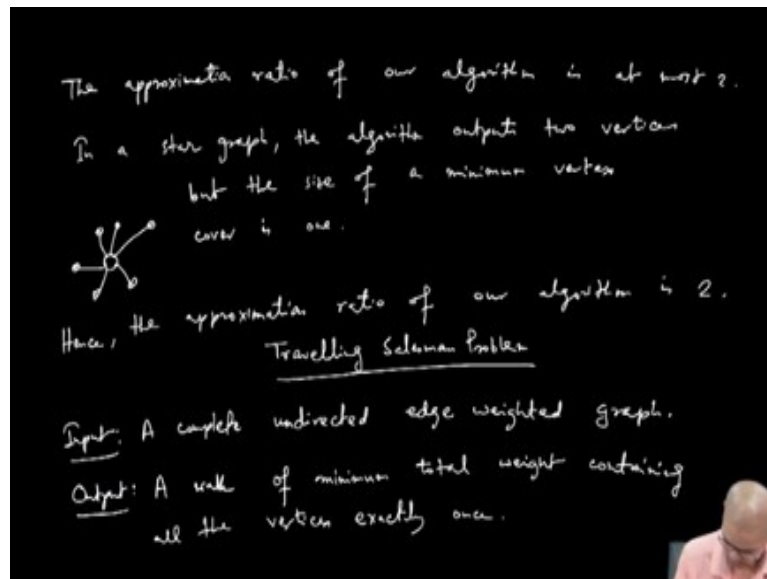 The approximation ratio of our algorithm is at most 2.
In a star graph, the algorithm outputs two vertices
but the size of a minimum vertex
cover is one.
Hence, the approximation ratio of our algorithm is 2.
Travelling Salesman Problem
Input: A complete undirected edge weighted graph.
Output: A walk of minimum total weight containing
all the vertices exactly once.